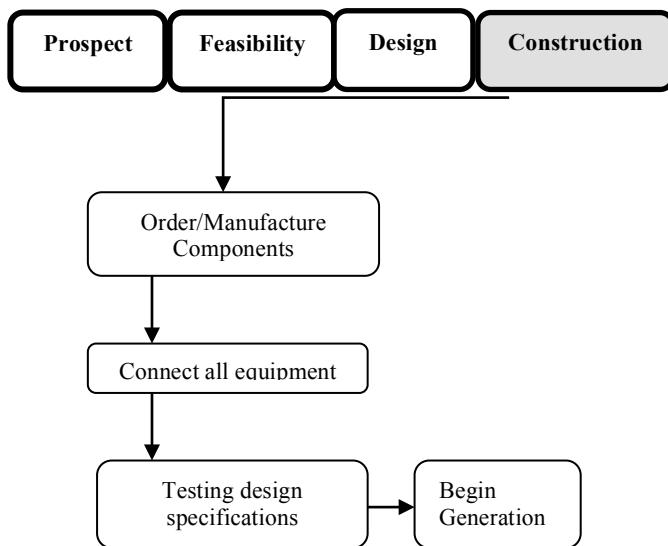 Prospect Feasibility Design Construction
Order/Manufacture
Components
Connect all equipment
Testing design
specifications
Begin
Generation